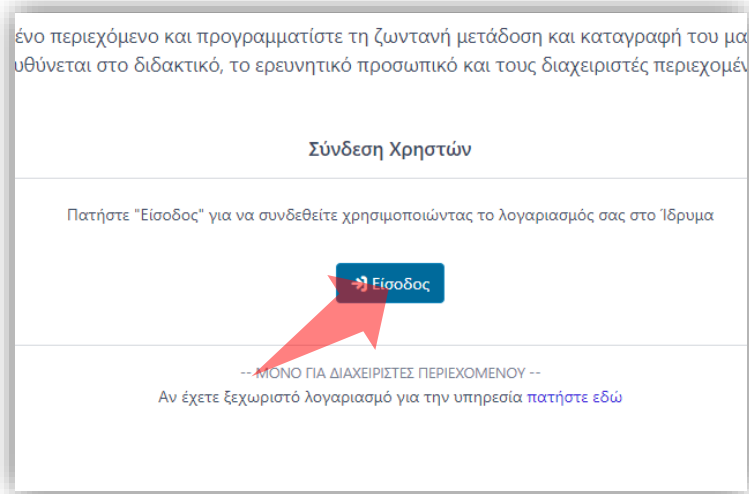 ένο περιεχόμενο και προγραμματίστε τη ζωντανή μετάδοση και καταγραφή του μα
υθύνεται στο διδακτικό, το ερευνητικό προσωπικό και τους διαχειριστές περιεχομέν
Σύνδεση Χρηστών
Πατήστε "Είσοδος" για να συνδεθείτε χρησιμοποιώντας το λογαριασμός σας στο Ίδρυμα
Είσοδος
-- ΜΟΝΟ ΓΙΑ ΔΙΑΧΕΙΡΙΣΤΕΣ ΠΕΡΙΕΧΟΜΕΝΟΥ --
Αν έχετε ξεχωριστό λογαριασμό για την υπηρεσία πατήστε εδώ